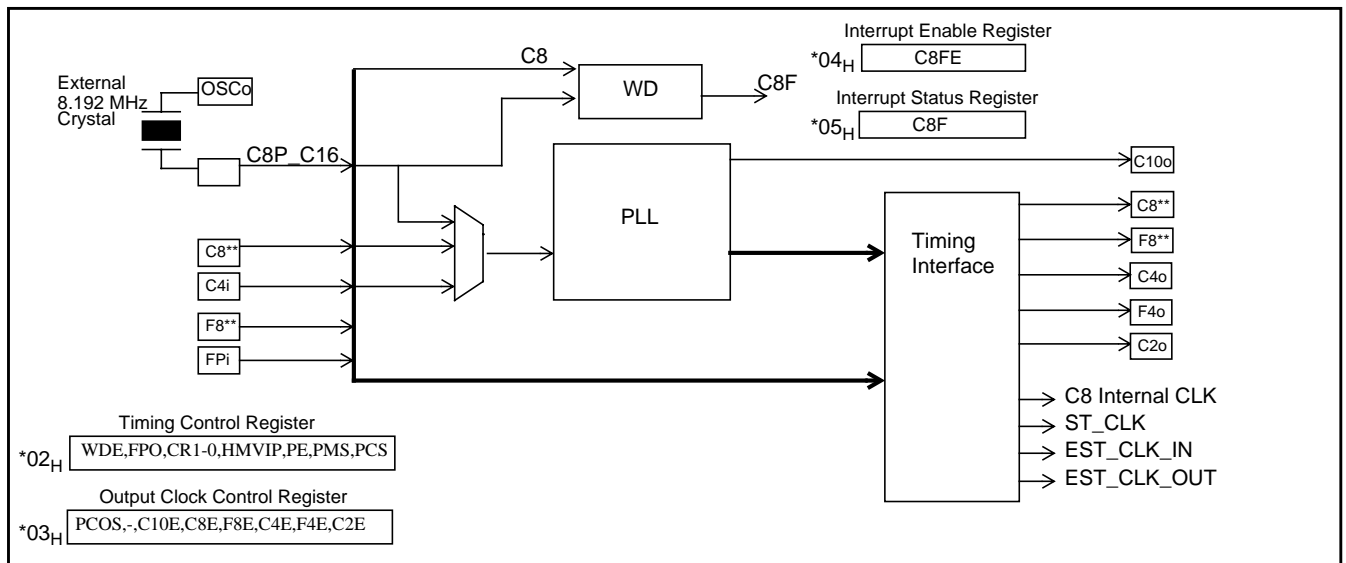 Interrupt Enable Register
C8
*04H
C8FE
External
8.192 MHz
Crystal
OSCo
WD
C8F
Interrupt Status Register
*05H
C8F
C8P_C16
C10o
PLL
C8**
C8**
Timing
Interface
F8**
C4i
C4o
F8**
F4o
FPi
C2o
C8 Internal CLK
ST_CLK
EST_CLK_IN
EST_CLK_OUT
Timing Control Register
*02H
WDE,FPO,CR1-0,HMVIP,PE,PMS,PCS
Output Clock Control Register
*03H
PCOS,-,C10E,C8E,F8E,C4E,F4E,C2E